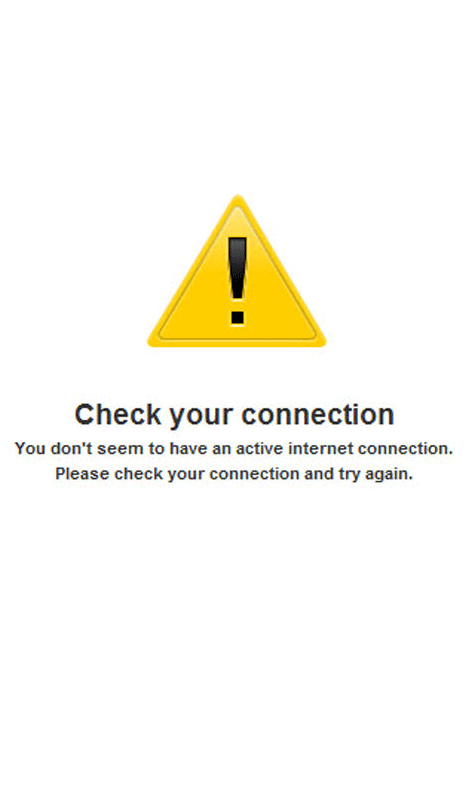 !
Check your connection
You don't seem to have an active internet connection.
Please check your connection and try again.